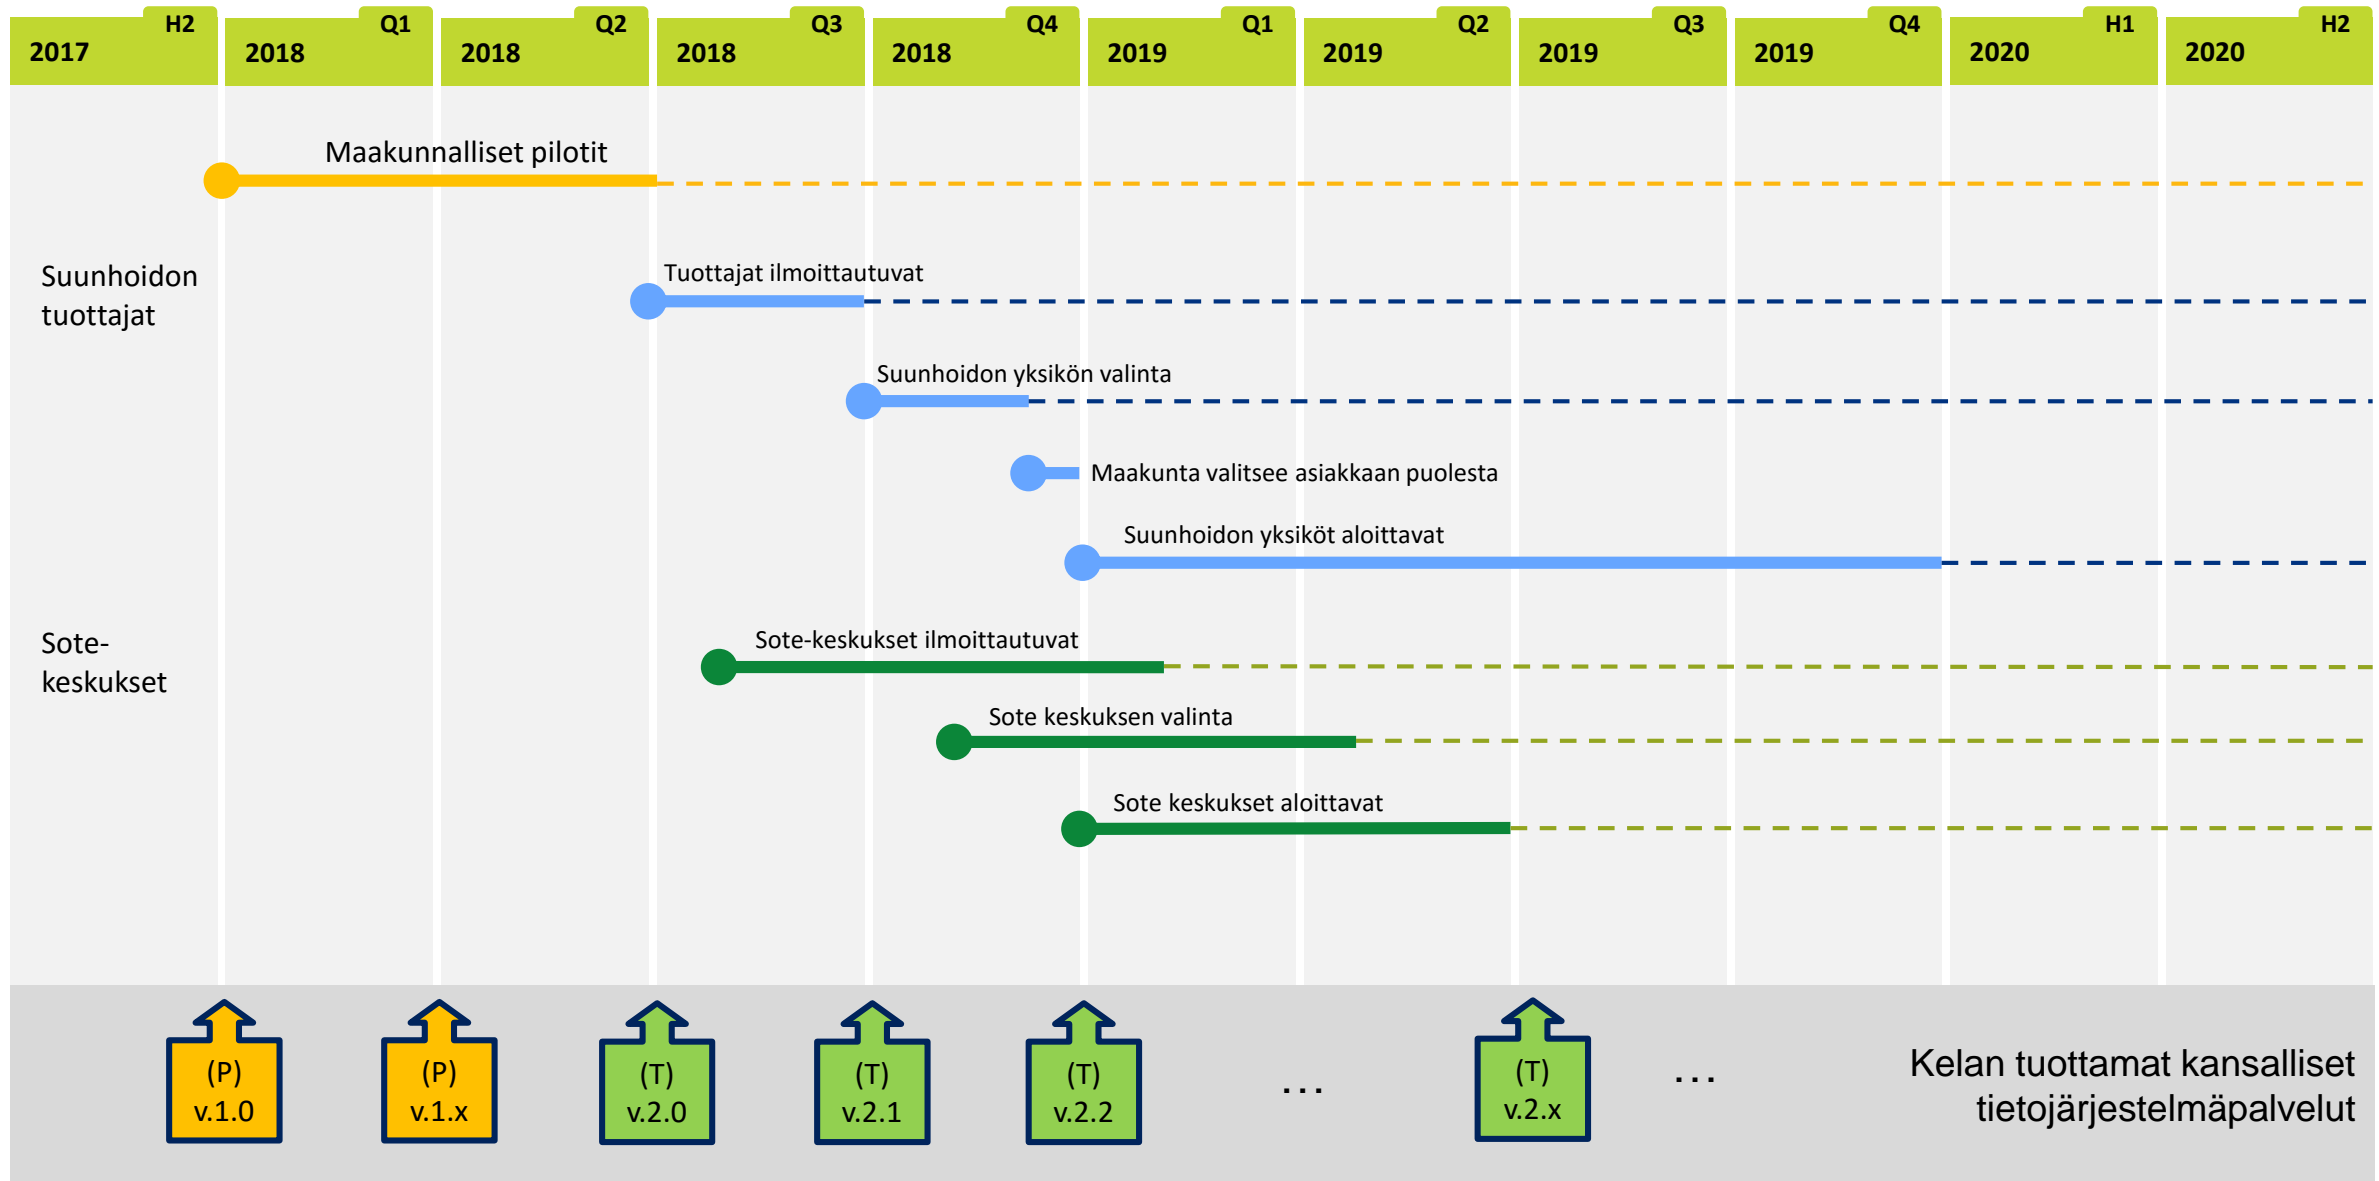 H2
2017
Q1
2018
Q2
2018
Q3
2018
Q4
2018
Q1
2019
Q2
2019
Q3
2019
Q4
2019
H1
2020
H2
2020
Maakunnalliset pilotit
Suunhoidon
tuottajat
Tuottajat ilmoittautuvat
Suunhoidon yksikön valinta
Maakunta valitsee asiakkaan puolesta
Suunhoidon yksiköt aloittavat
Sote-
keskukset
Sote-keskukset ilmoittautuvat
Sote keskuksen valinta
Sote keskukset aloittavat
(P)
v.1.0
(P)
v.1.x
(T)
v.2.0
(T)
v.2.1
(T)
v.2.2
...
(T)
v.2.x
...
Kelan tuottamat kansalliset
tietojärjestelmäpalvelut